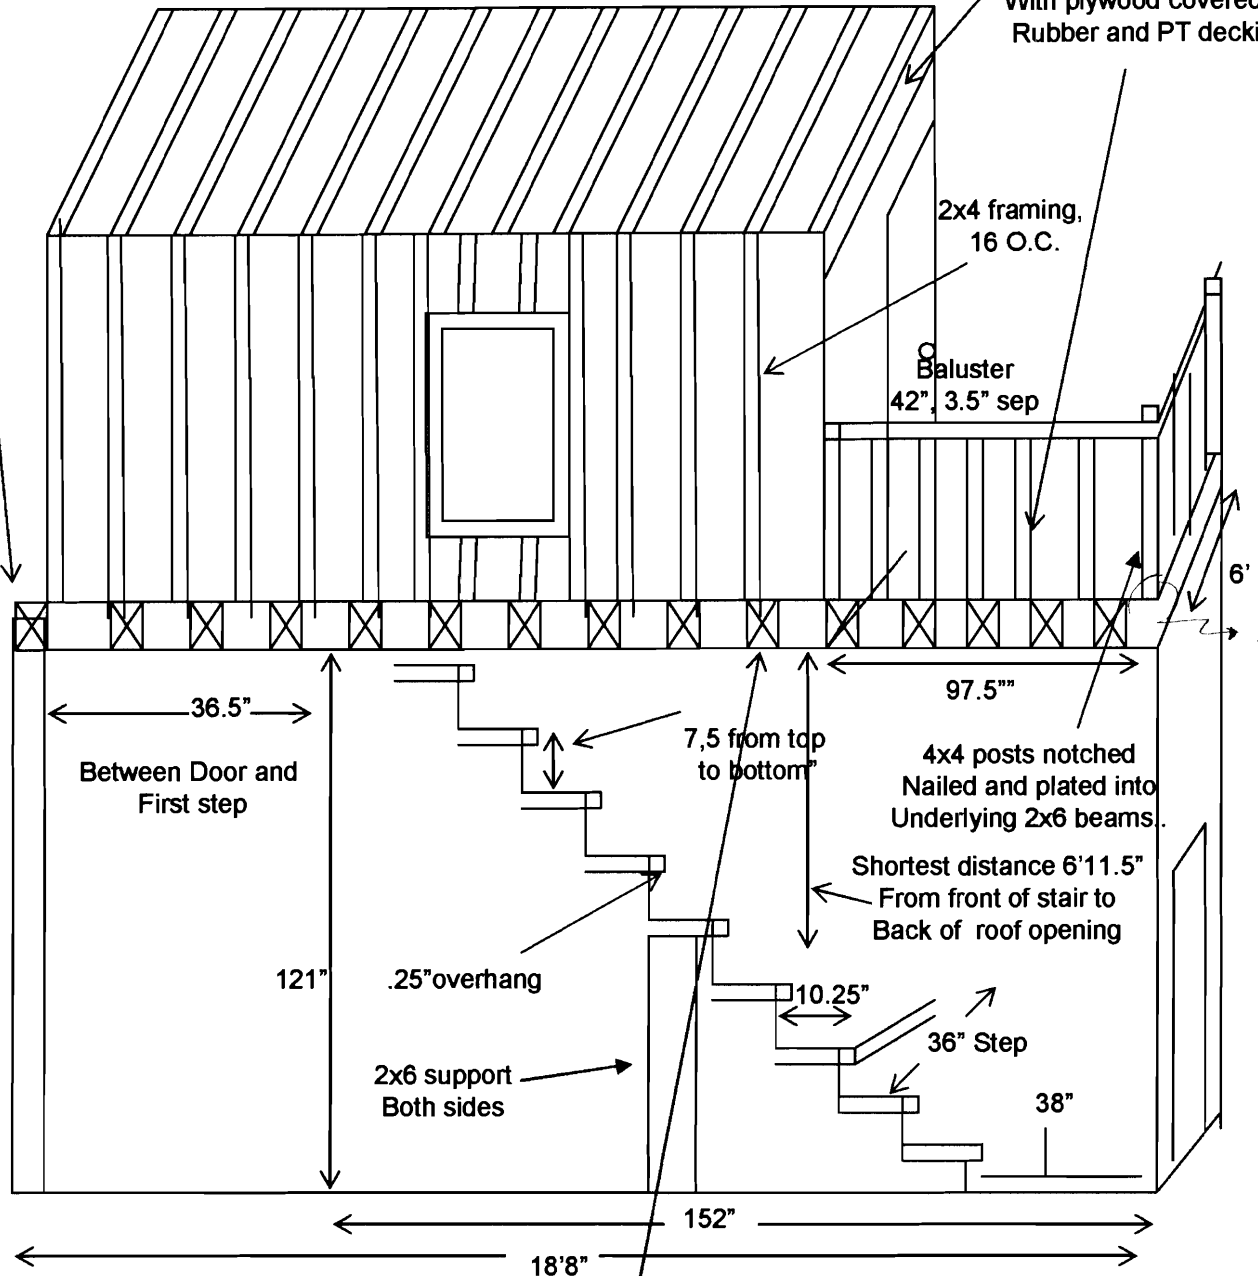 With plywood covered
Rubber and PT decki
2x4 framing,
16 O.C.
Baluster
42”, 3.5” sep
6'
36.5”
97.5””
Between Door and
First step
7,5 from top
to bottom”
4x4 posts notched
Nailed and plated into
Underlying 2x6 beams..
Shortest distance 6'11.5”
From front of stair to
Back of roof opening
121”
.25”overhang
10.25”
36” Step
2x6 support
Both sides
38”
152”
18'8”